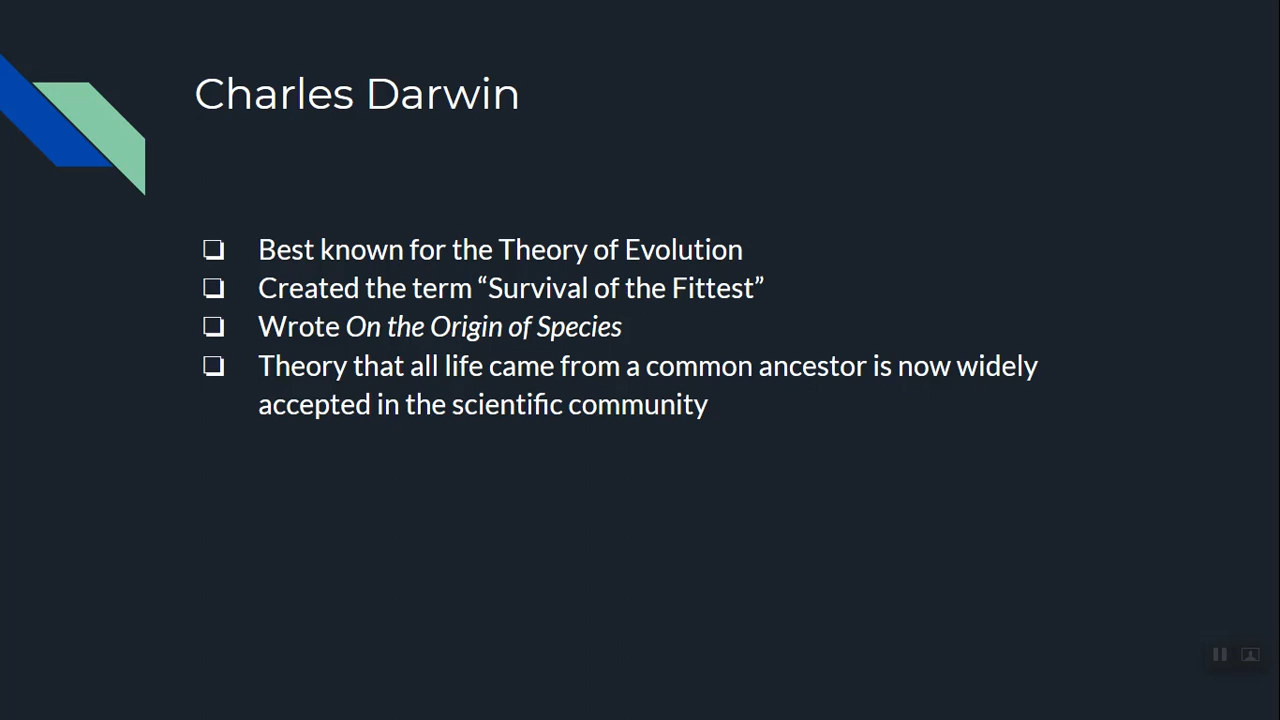 Charles Darwin
❏ Best known for the Theory of Evolution
❏ Created the term “Survival of the Fittest”
❏ Wrote On the Origin of Species
❏ Theory that all life came from a common ancestor is now widely
accepted in the scientific community